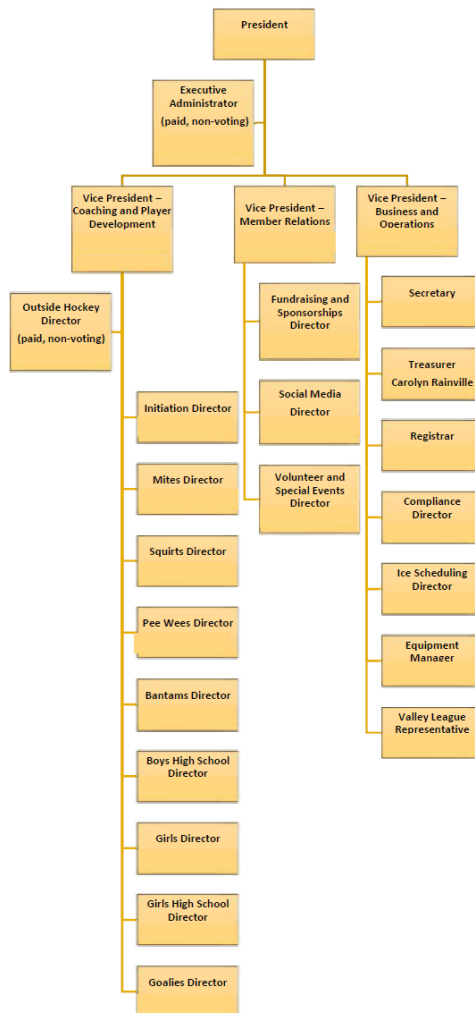 President
Executive
Administrator
(paid, non-voting)
Vice President –
Coaching and Player
Development
Vice President –
Member Relations
Vice President –
Business and
Operations
Outside Hockey
Director
(paid, non-voting)
Initiation Director
Mites Director
Squirts Director
Pee Wees Director
Bantams Director
Boys High School
Director
Girls Director
Girls High School
Director
Goalies Director
Fundraising and
Sponsorships
Director
Social Media
Director
Volunteer and
Special Events
Director
Secretary
Treasurer
Carolyn Rainville
Registrar
Compliance
Director
Ice Scheduling
Director
Equipment
Manager
Valley League
Representative